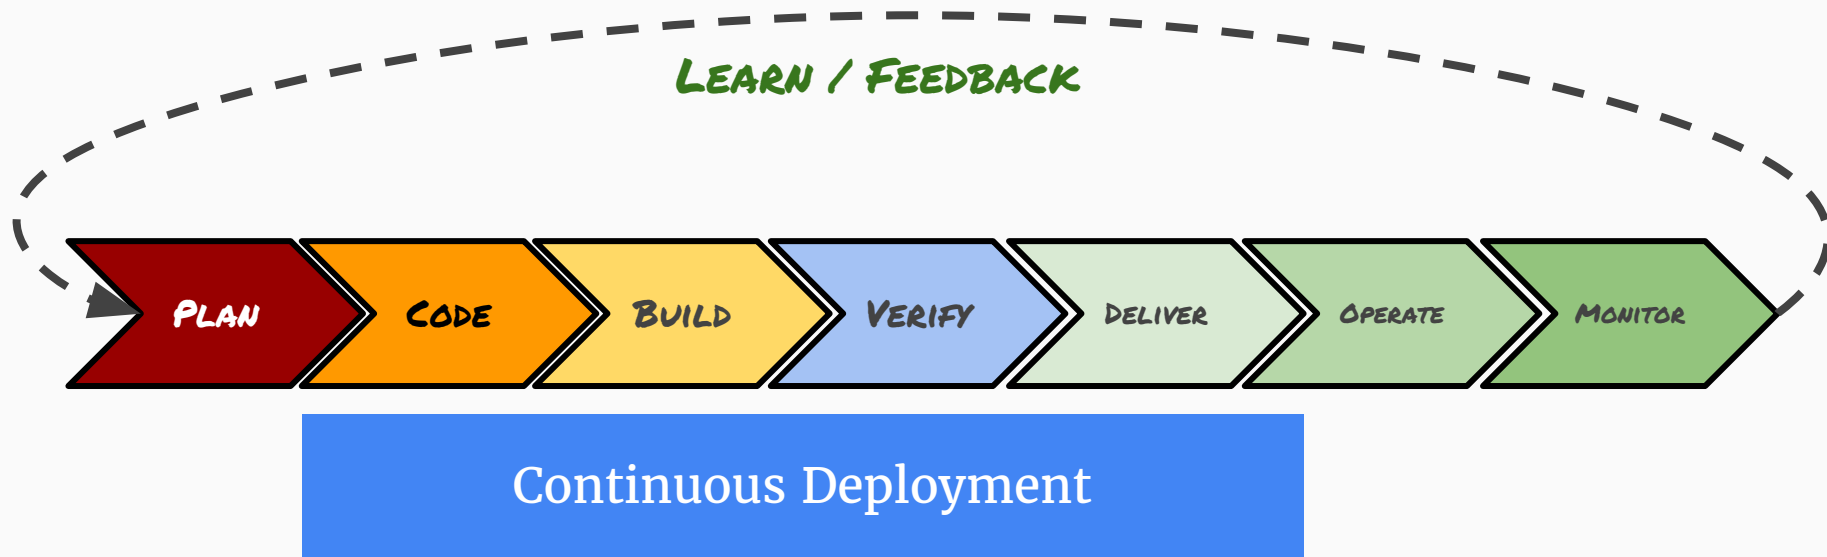 Learn / Feedback
Plan
Code
Build
Verify
Deliver
Operate
Monitor
Continuous Deployment